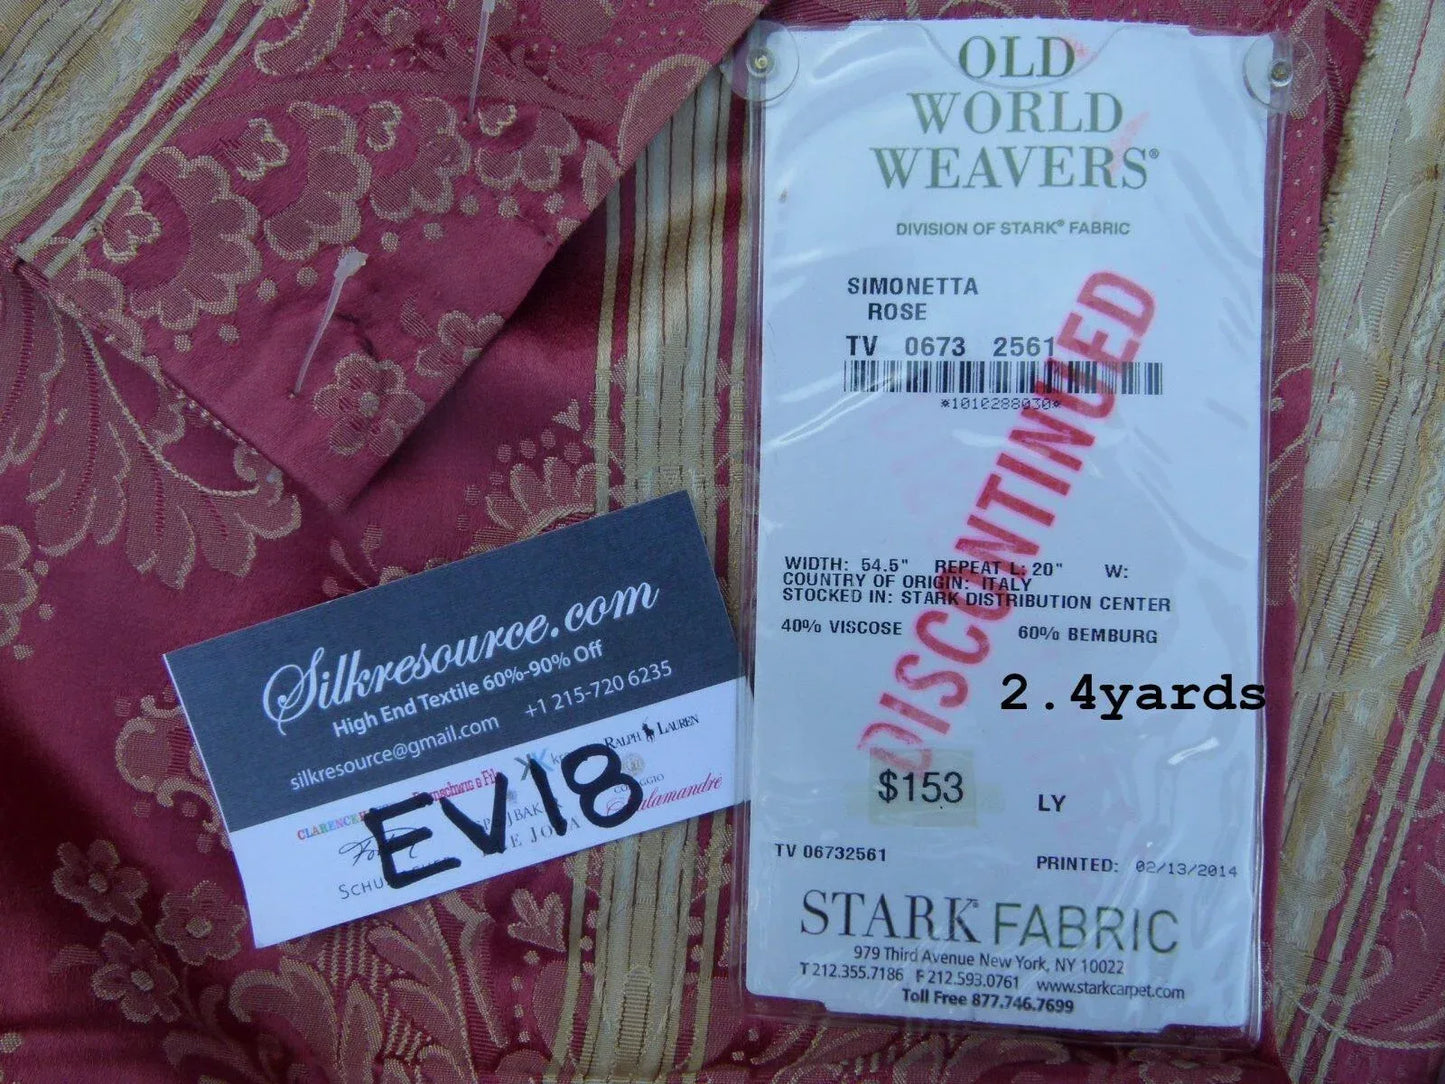 OLD
WORLD
WEAVERS®
DIVISION OF STARK® FABRIC
SIMONETTA
ROSE
TV 0673 2561
*1010288030*
DISCONTINUED
WIDTH: 54.5" REPEAT L: 20" W:
COUNTRY OF ORIGIN: ITALY
STOCKED IN: STARK DISTRIBUTION CENTER
40% VISCOSE 60% BEMBURG
2.4yards
$153 LY
TV 06732561 PRINTED: 02/13/2014
STARK® FABRIC
979 Third Avenue New York, NY 10022
T 212.355.7186 F 212.593.0761 www.starkcarpet.com
Toll Free 877.746.7699
Silkresource.com
High End Textile 60%-90% Off
silkresource@gmail.com +1 215-720 6235
RALPH LAUREN
EV18